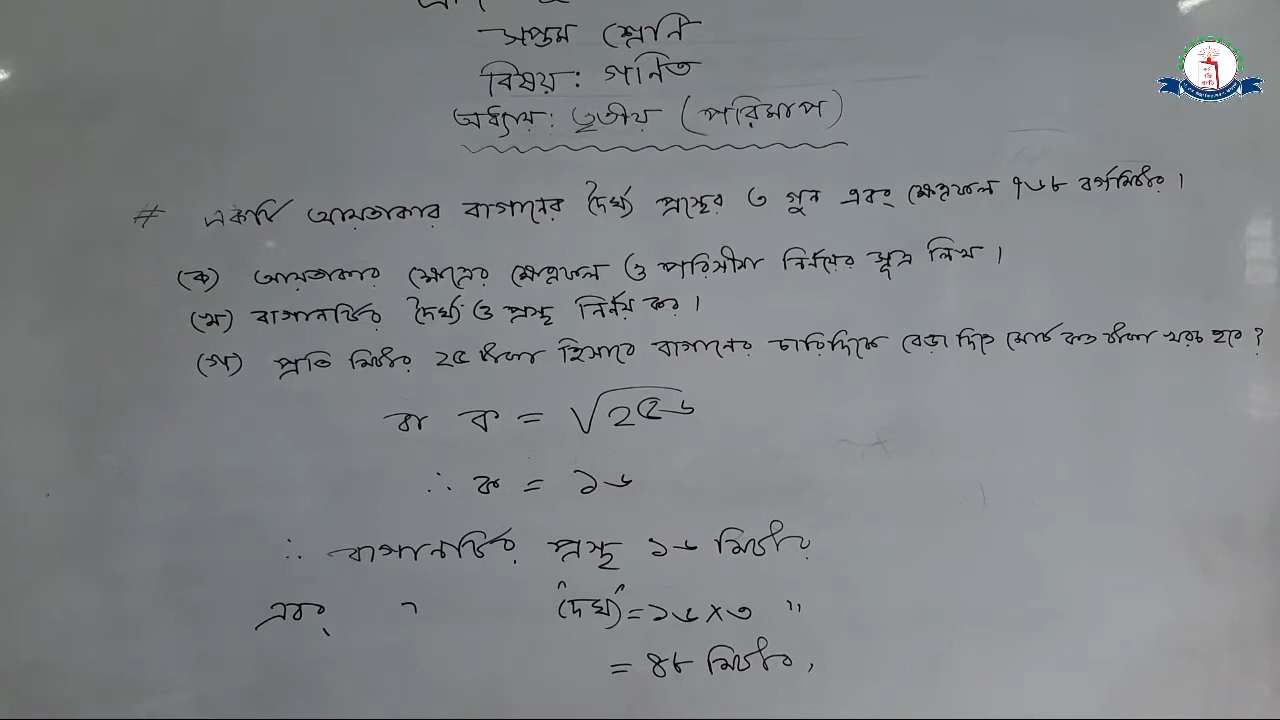 সপ্তম শ্রেণি
বিষয়: গণিত
অধ্যায়: তৃতীয় (পরিমাপ)
# একটি আয়তাকার বাগানের দৈর্ঘ্য প্রস্থের ৩ গুন এবং ক্ষেত্রফল ৭৬৮ বর্গমিটার।
(ক) আয়তাকার ক্ষেত্রের ক্ষেত্রফল ও পরিসীমা নির্ণয়ের সূত্র লিখ।
(খ) বাগানটির দৈর্ঘ্য ও প্রস্থ নির্নয় কর।
(গ) প্রতি মিটার ২৫ টাকা হিসাবে বাগানের চারিদিকে বেড়া দিতে মোট কত টাকা খরচ হবে?
বা ক = √২৫৬
∴ ক = ১৬
∴ বাগানটির প্রস্থ ১৬ মিটার
এবং " দৈর্ঘ্য = ১৬ X ৩ "
= ৪৮ মিটার,